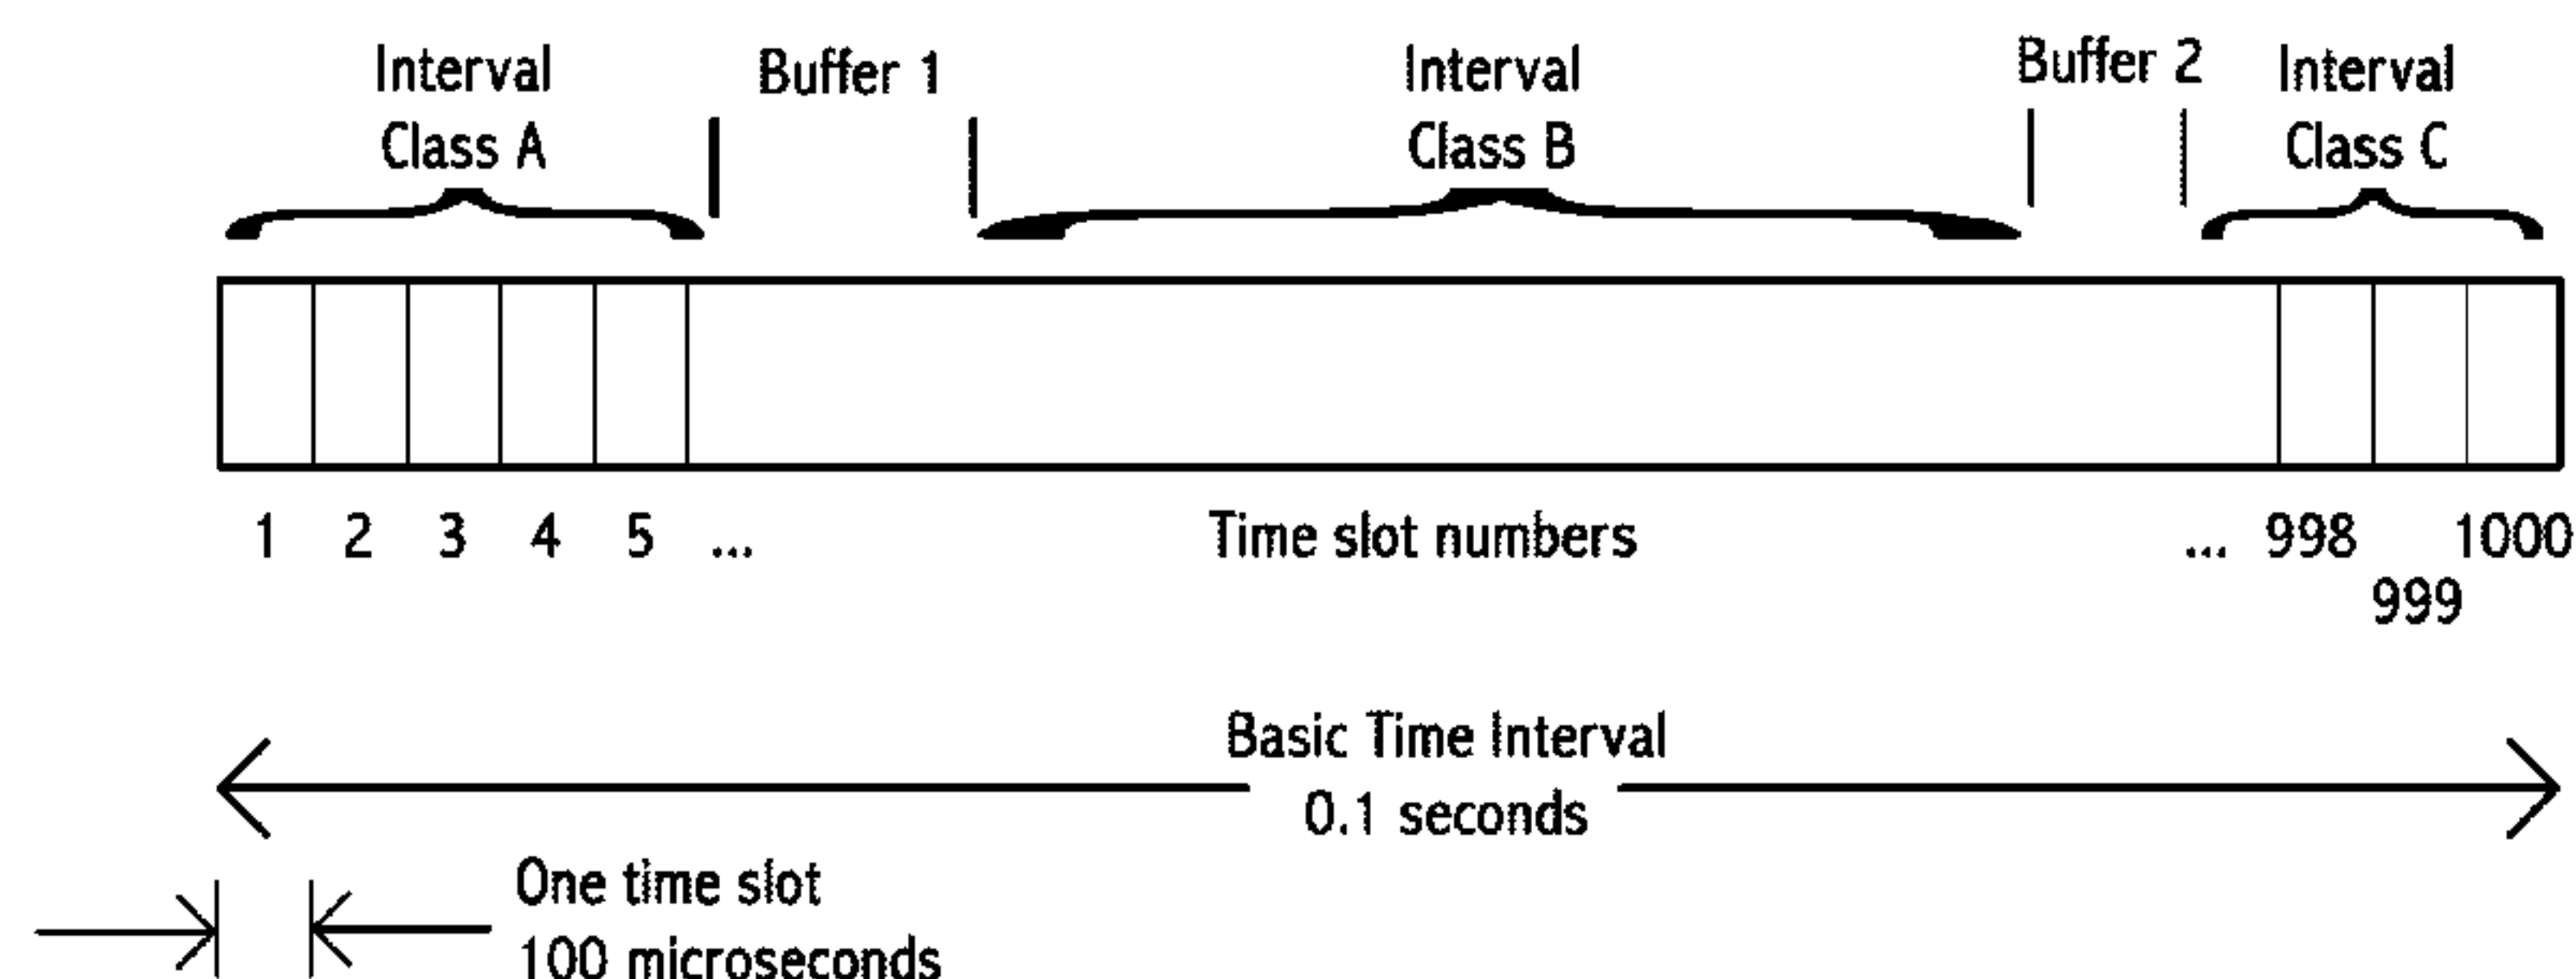 Interval
Class A
Buffer 1
Interval
Class B
Buffer 2
Interval
Class C
1 2 3 4 5 ... Time slot numbers ... 998 1000
999
Basic Time Interval
0.1 seconds
One time slot
100 microseconds